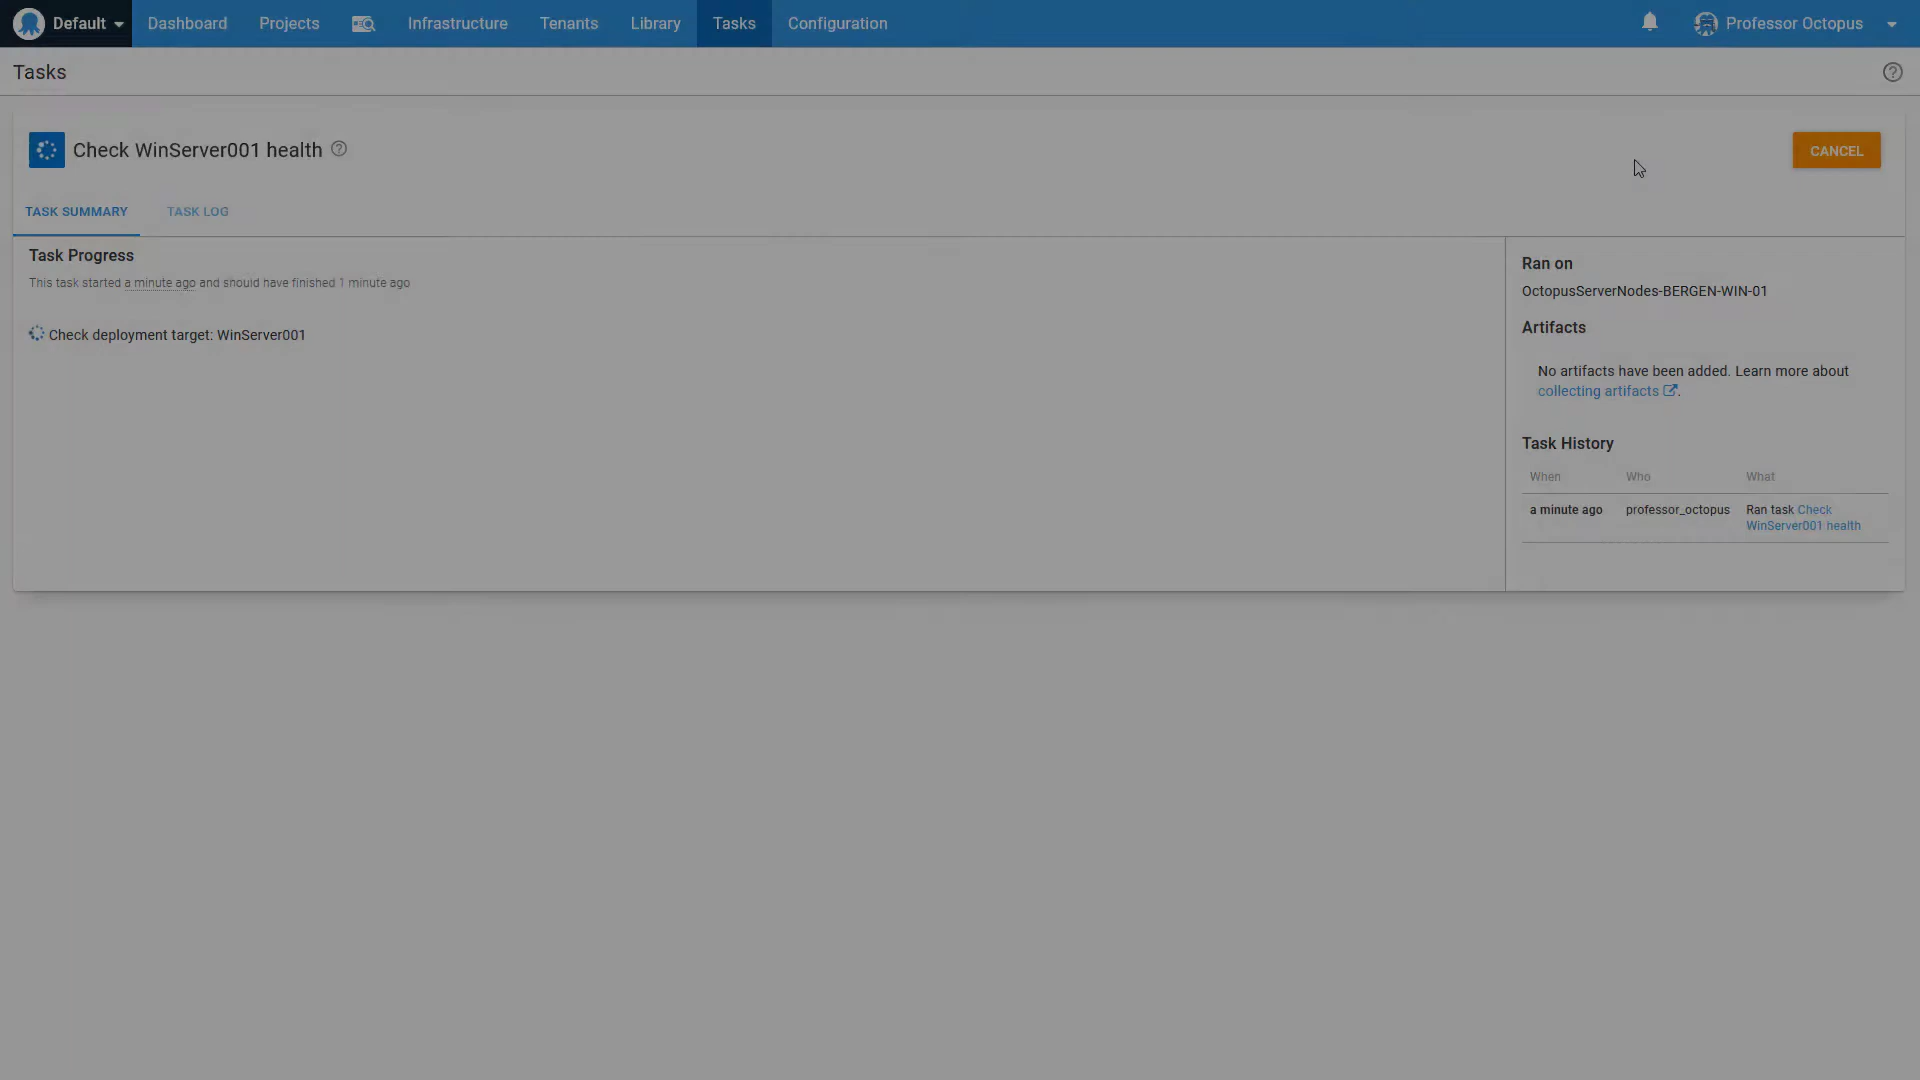 Default
Dashboard
Projects
Infrastructure
Tenants
Library
Tasks
Configuration
Professor Octopus
Tasks
Check WinServer001 health
CANCEL
TASK SUMMARY
TASK LOG
Task Progress
This task started a minute ago and should have finished 1 minute ago
Check deployment target: WinServer001
Ran on
OctopusServerNodes-BERGEN-WIN-01
Artifacts
No artifacts have been added. Learn more about
collecting artifacts.
Task History
When Who What
a minute ago professor_octopus Ran task Check
WinServer001 health